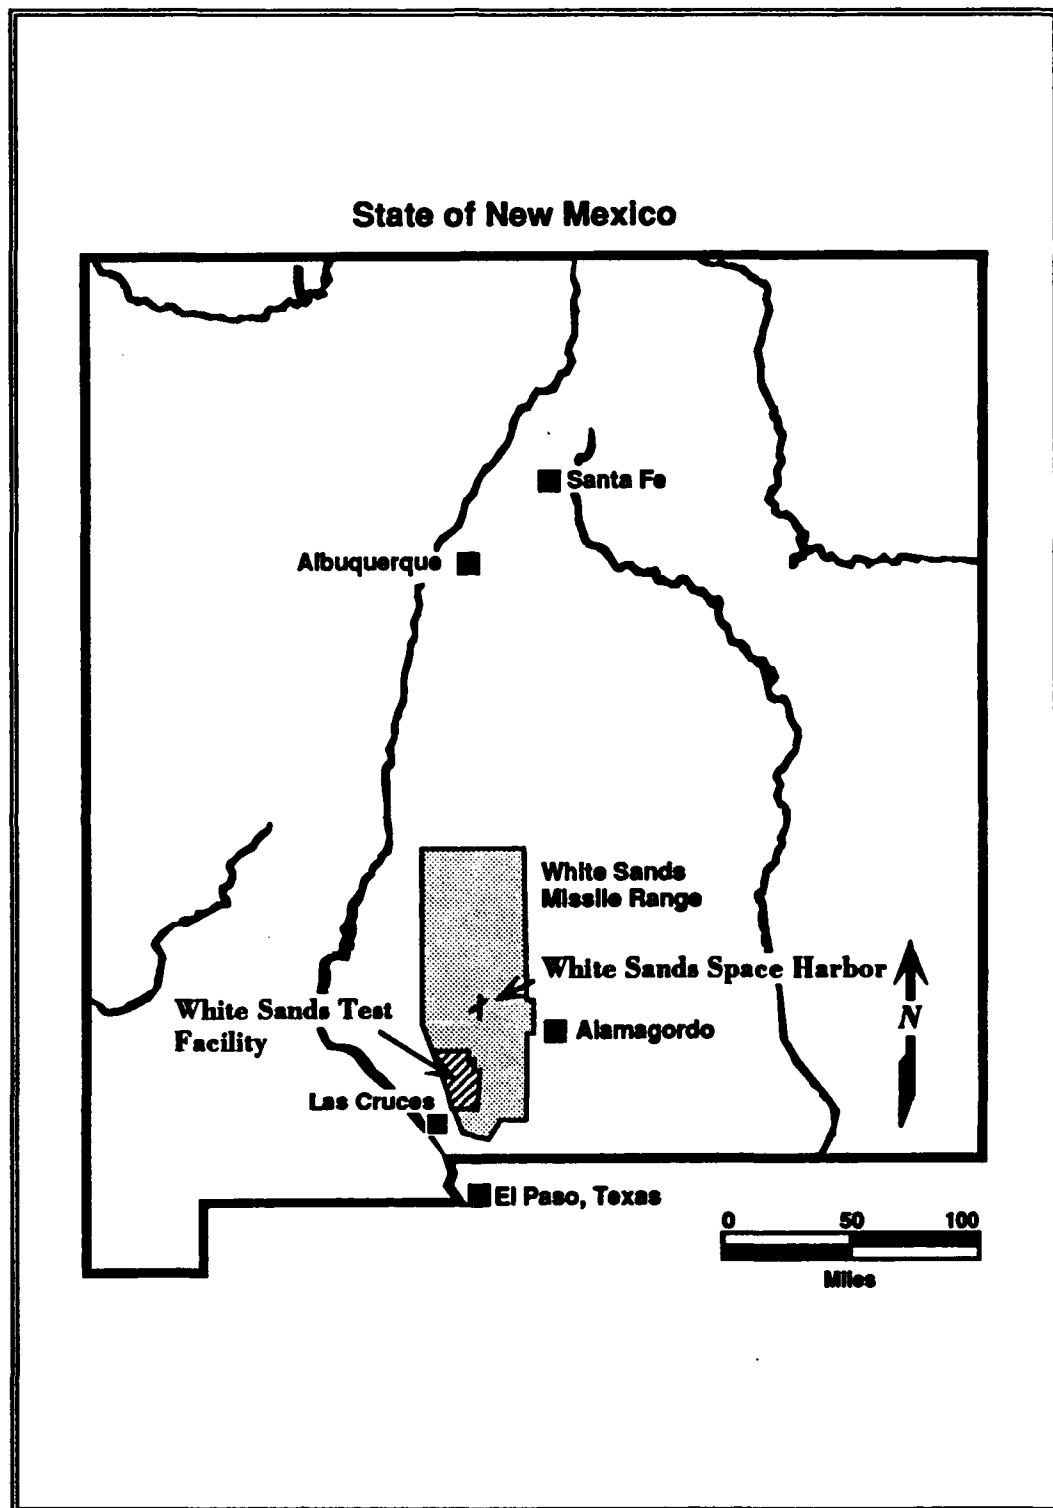 State of New Mexico
Santa Fe
Albuquerque
White Sands
Missile Range
White Sands Space Harbor
White Sands Test
Facility
Alamagordo
N
Las Cruces
El Paso, Texas
0 50 100
Miles